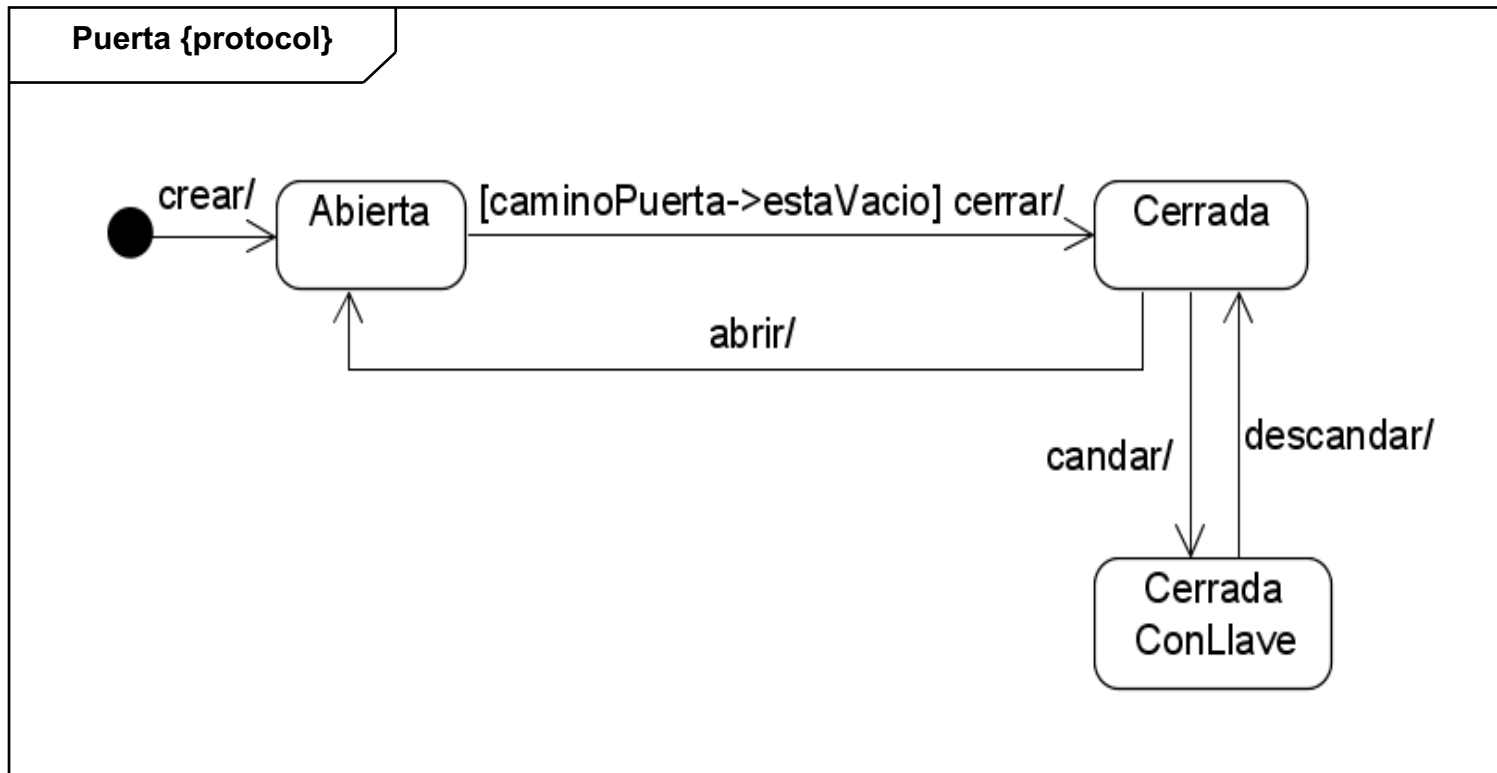 Puerta {protocol}
crear/
Abierta
[caminoPuerta->estaVacio] cerrar/
Cerrada
abrir/
candar/
descandar/
Cerrada
ConLlave